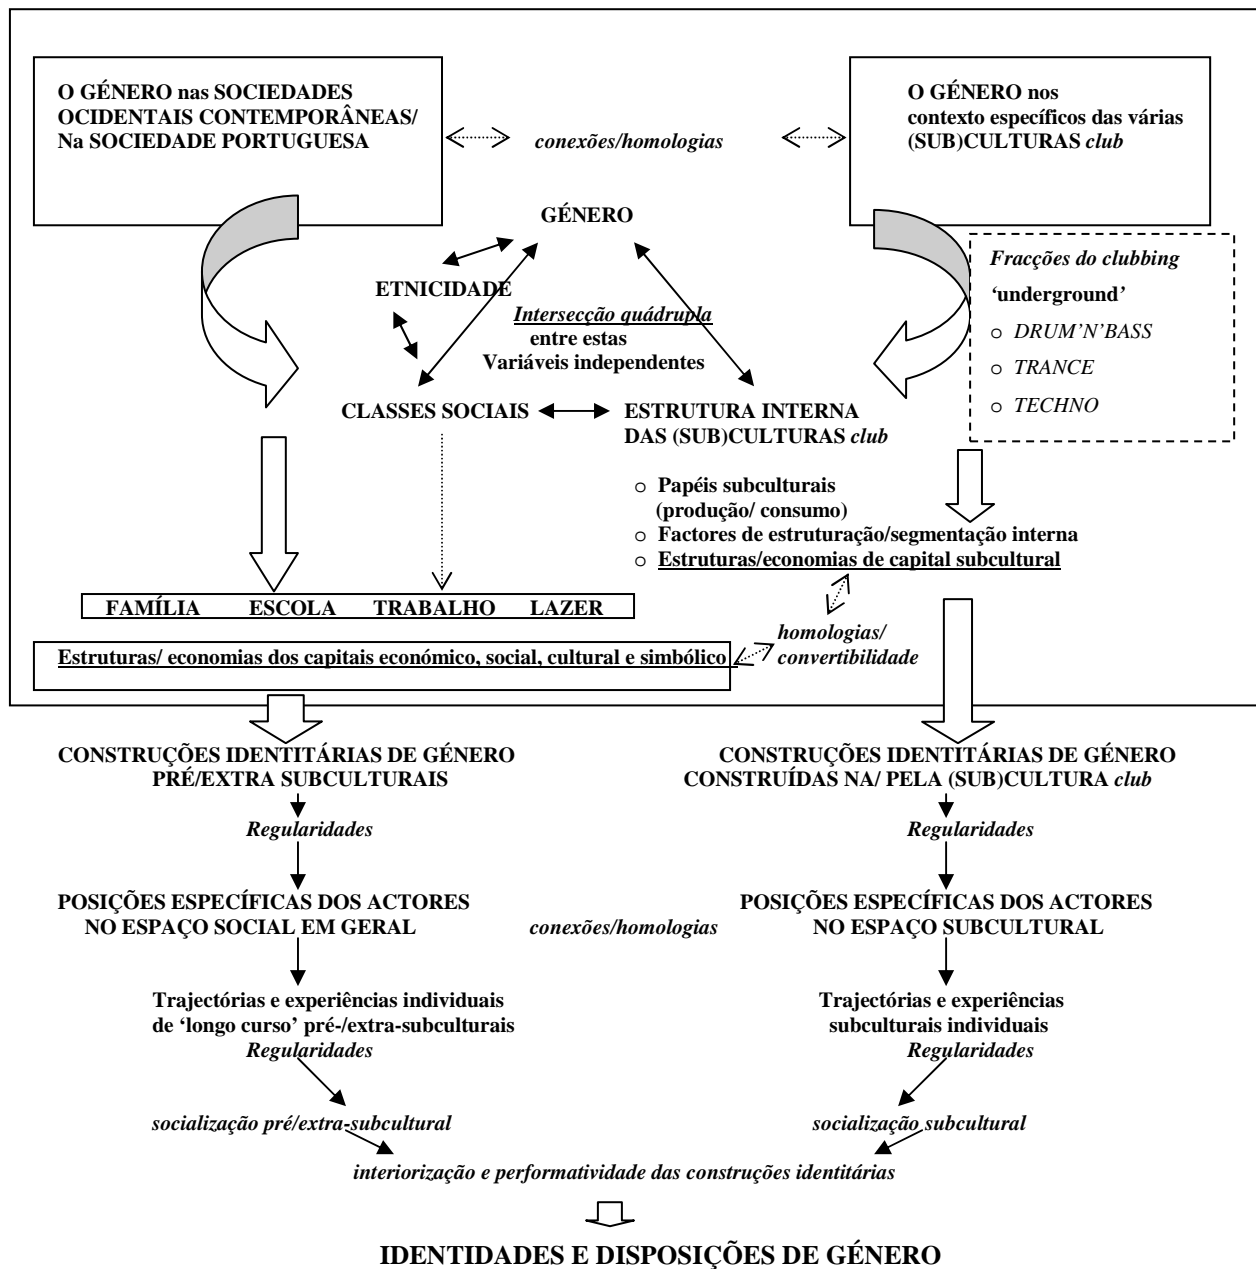 O GÉNERO nas SOCIEDADES
OCIDENTAIS CONTEMPORÂNEAS/
Na SOCIEDADE PORTUGUESA
conexões/homologias
O GÉNERO nos
contexto específicos das várias
(SUB)CULTURAS club
GÉNERO
ETNICIDADE
Intersecção quádrupla
entre estas
Variáveis independentes
CLASSES SOCIAIS
ESTRUTURA INTERNA
DAS (SUB)CULTURAS club
Fracções do clubbing
‘underground’
o DRUM’N’BASS
o TRANCE
o TECHNO
o Papéis subculturais
(produção/ consumo)
o Factores de estruturação/segmentação interna
o Estruturas/economias de capital subcultural
FAMÍLIA ESCOLA TRABALHO LAZER
Estruturas/ economias dos capitais económico, social, cultural e simbólico
homologias/
convertibilidade
CONSTRUÇÕES IDENTITÁRIAS DE GÉNERO
PRÉ/EXTRA SUBCULTURAIS
CONSTRUÇÕES IDENTITÁRIAS DE GÉNERO
CONSTRUÍDAS NA/ PELA (SUB)CULTURA club
Regularidades
Regularidades
POSIÇÕES ESPECÍFICAS DOS ACTORES
NO ESPAÇO SOCIAL EM GERAL
conexões/homologias
POSIÇÕES ESPECÍFICAS DOS ACTORES
NO ESPAÇO SUBCULTURAL
Trajectórias e experiências individuais
de ‘longo curso’ pré-/extra-subculturais
Regularidades
Trajectórias e experiências
subculturais individuais
Regularidades
socialização pré/extra-subcultural
socialização subcultural
interiorização e performatividade das construções identitárias
IDENTIDADES E DISPOSIÇÕES DE GÉNERO